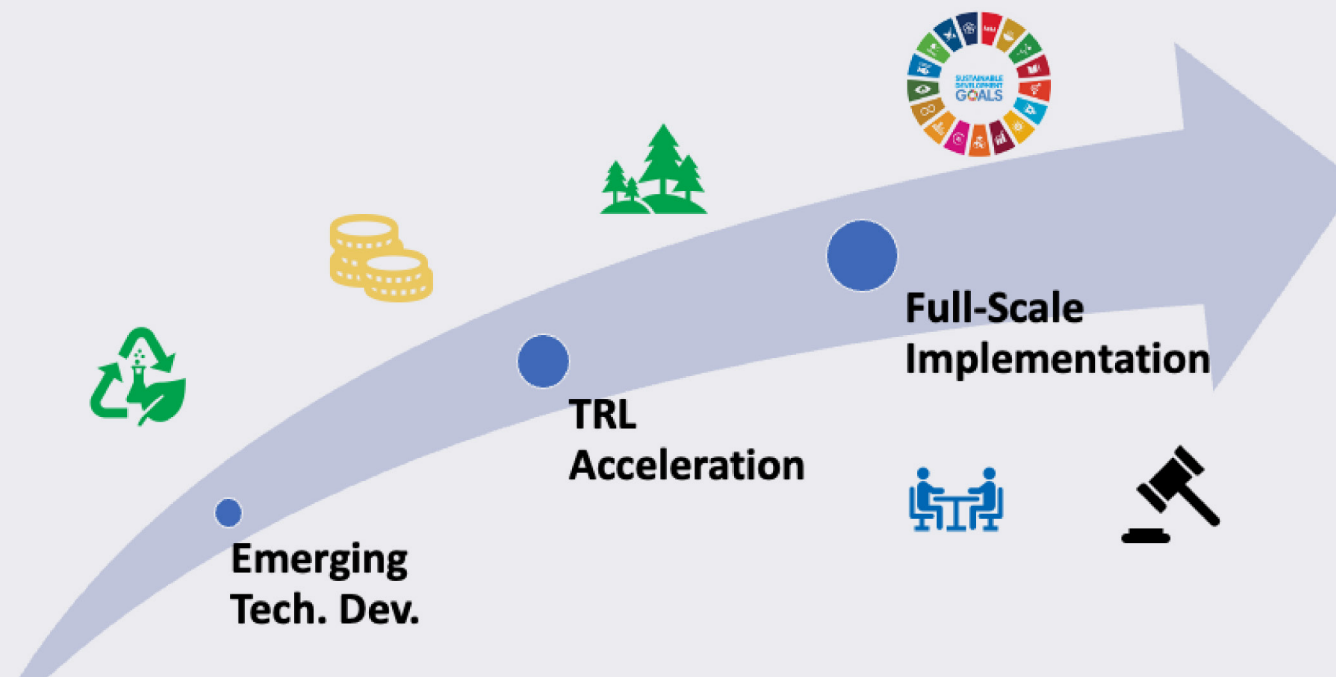 SUSTAINABLE
DEVELOPMENT
GOALS
Full-Scale
Implementation
TRL
Acceleration
Emerging
Tech. Dev.